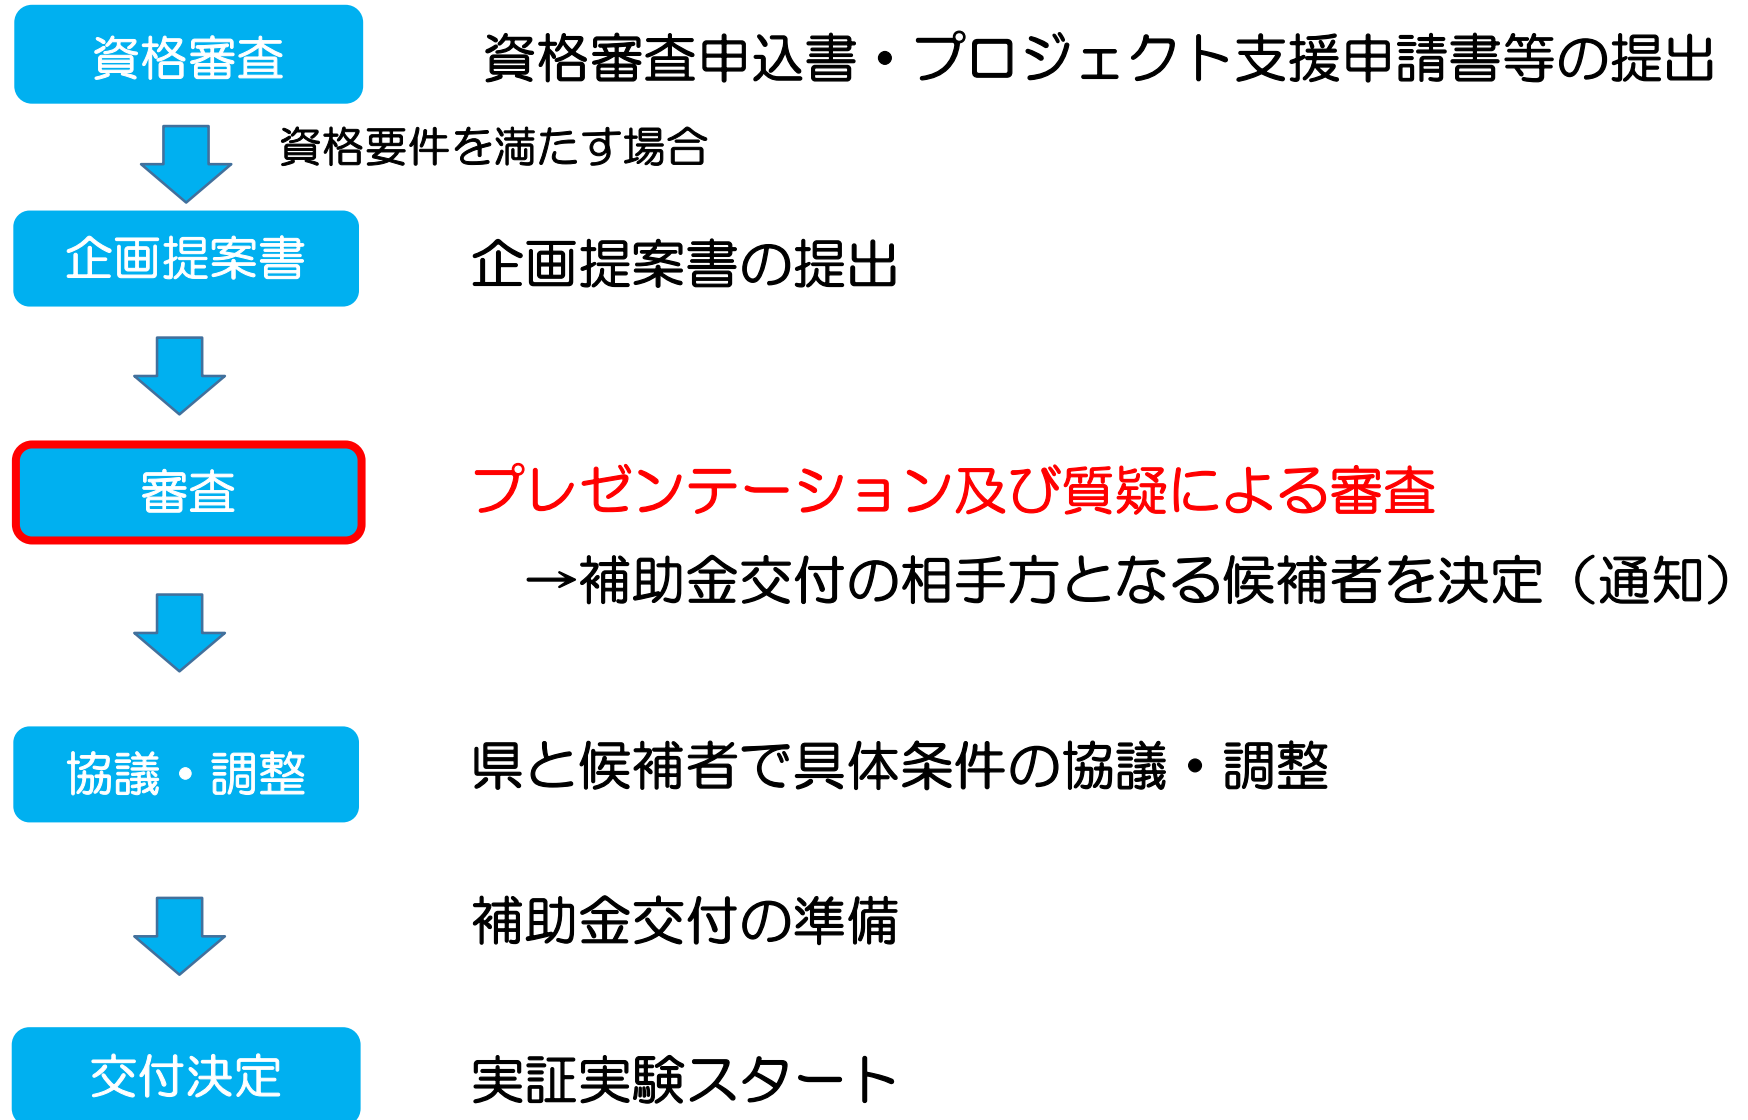 資格審査
資格審査申込書・プロジェクト支援申請書等の提出
資格要件を満たす場合
企画提案書
企画提案書の提出
審査
プレゼンテーション及び質疑による審査
→補助金交付の相手方となる候補者を決定（通知）
協議・調整
県と候補者で具体条件の協議・調整
補助金交付の準備
交付決定
実証実験スタート